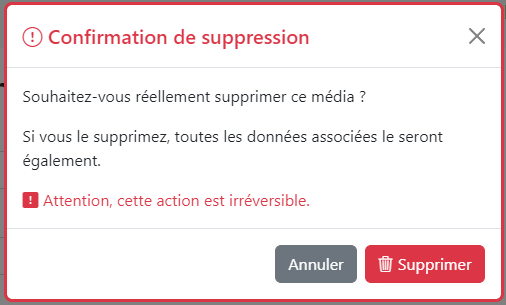 Confirmation de suppression
Souhaitez-vous réellement supprimer ce média ?
Si vous le supprimez, toutes les données associées le seront
également.
Attention, cette action est irréversible.
Annuler
Supprimer